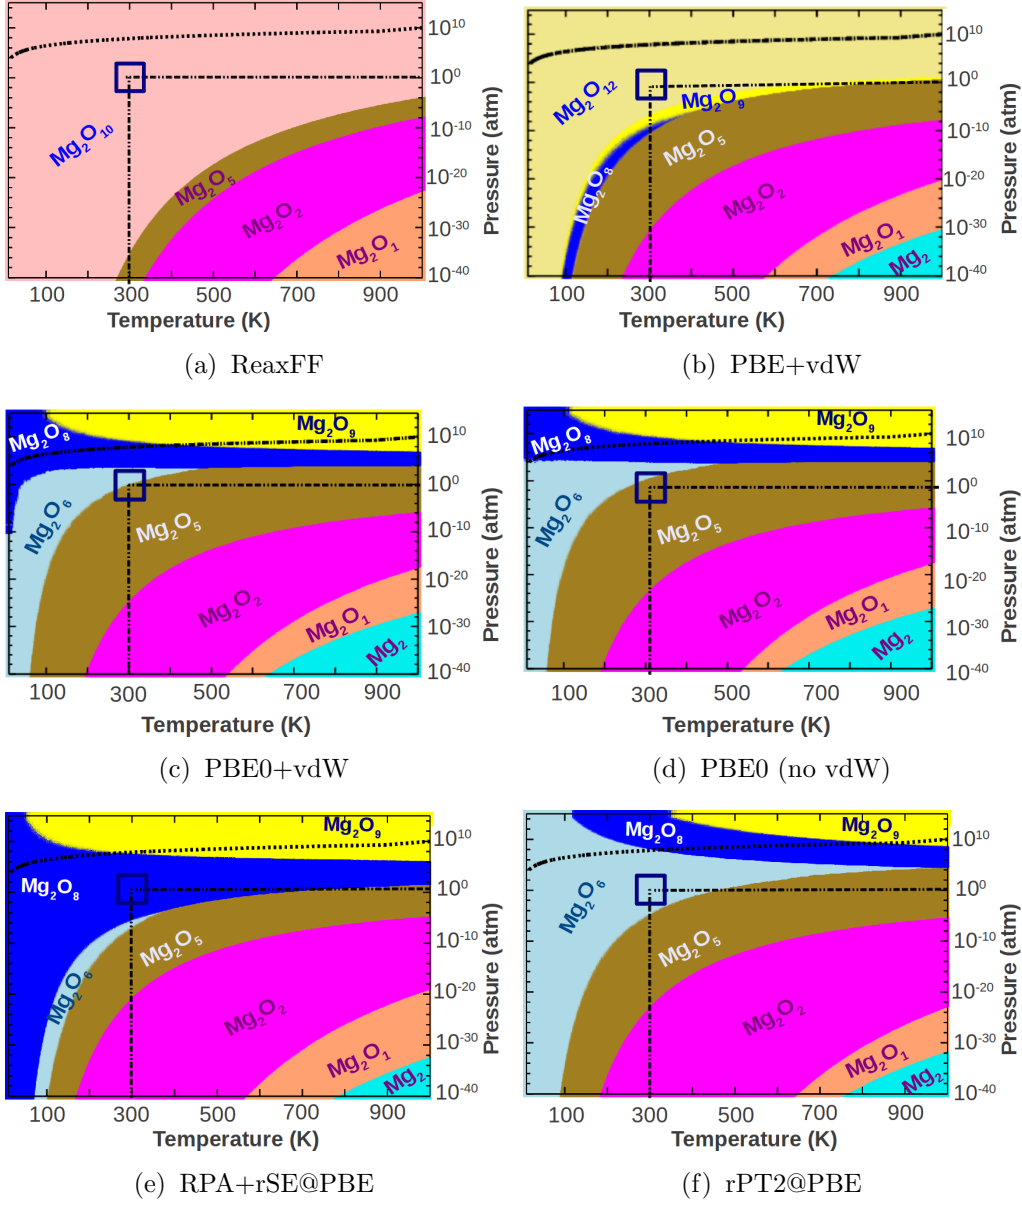 10^10
10^0
10^-10
10^-20
10^-30
10^-40
Pressure (atm)
Mg2O10
Mg2O5
Mg2O2
Mg2O1
100 300 500 700 900
Temperature (K)
(a) ReaxFF
10^10
10^0
10^-10
10^-20
10^-30
10^-40
Pressure (atm)
Mg2O12
Mg2O9
Mg2O5
Mg2O8
Mg2O2
Mg2O1
Mg2
100 300 500 700 900
Temperature (K)
(b) PBE+vdW
Mg2O9
Mg2O8
10^10
10^0
10^-10
10^-20
10^-30
10^-40
Pressure (atm)
Mg2O6
Mg2O5
Mg2O2
Mg2O1
Mg2
100 300 500 700 900
Temperature (K)
(c) PBE0+vdW
Mg2O9
Mg2O8
10^10
10^0
10^-10
10^-20
10^-30
10^-40
Pressure (atm)
Mg2O6
Mg2O5
Mg2O2
Mg2O1
Mg2
100 300 500 700 900
Temperature (K)
(d) PBE0 (no vdW)
Mg2O9
10^10
10^0
10^-10
10^-20
10^-30
10^-40
Pressure (atm)
Mg2O8
Mg2O5
Mg2O6
Mg2O2
Mg2O1
Mg2
100 300 500 700 900
Temperature (K)
(e) RPA+rSE@PBE
Mg2O8
Mg2O9
10^10
10^0
10^-10
10^-20
10^-30
10^-40
Pressure (atm)
Mg2O6
Mg2O5
Mg2O2
Mg2O1
Mg2
100 300 500 700 900
Temperature (K)
(f) rPT2@PBE